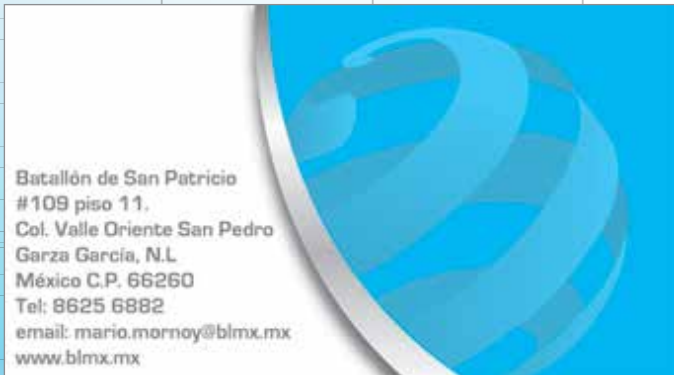 Batallón de San Patricio
#109 piso 11.
Col. Valle Oriente San Pedro
Garza García, N.L
México C.P. 66260
Tel: 8625 6882
email: mario.mornoy@blmx.mx
www.blmx.mx